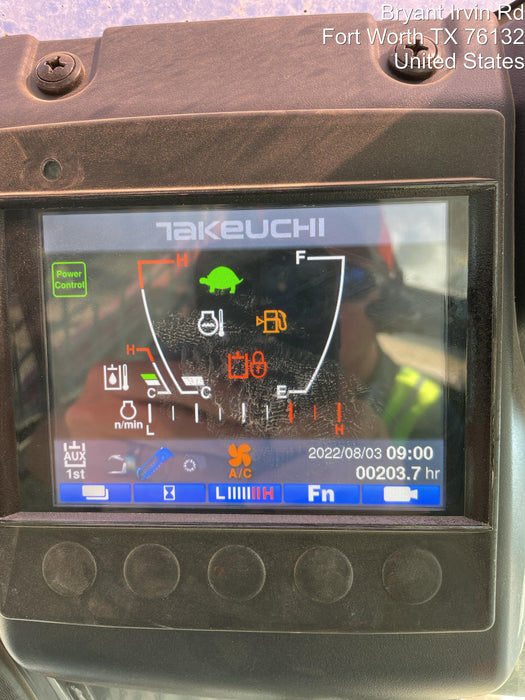 Bryant Irvin Rd
Fort Worth TX 76132
United States
TAKEUCHI
Power
Control
H
F
H
C
C
E
n/min
L
H
AUX
1st
A/C
2022/08/03 09:00
00203.7 hr
L H
Fn